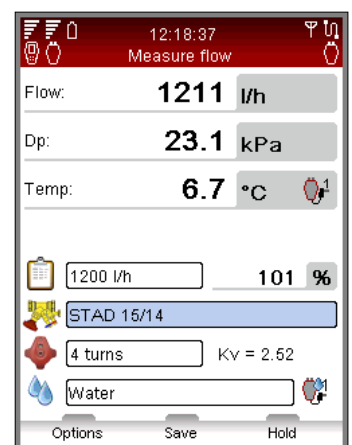 12:18:37
Measure flow
Flow: 1211 l/h
Dp: 23.1 kPa
Temp: 6.7 °C 1
1200 l/h 101 %
STAD 15/14
4 turns Kv = 2.52
Water
Options Save Hold